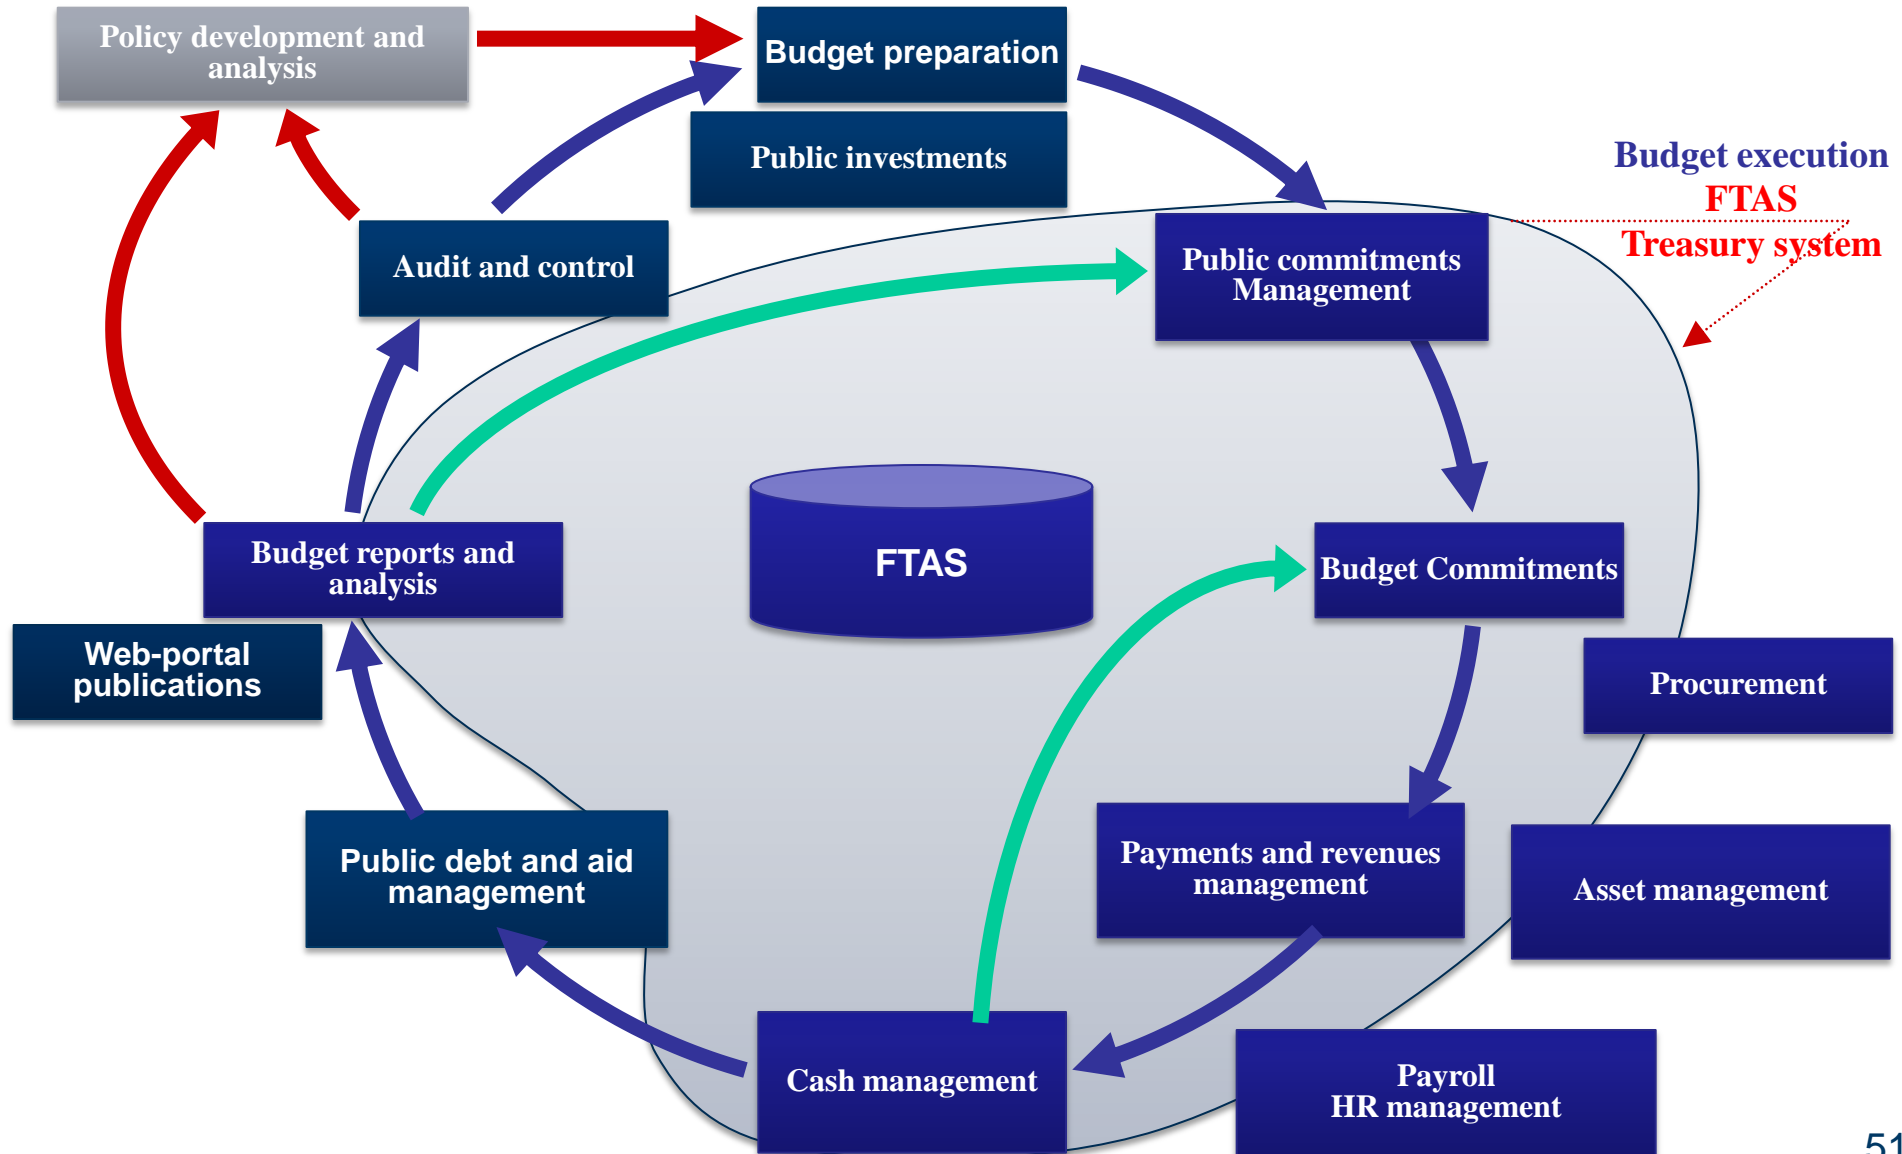 Policy development and
analysis
Budget preparation
Public investments
Budget execution
FTAS
Treasury system
Audit and control
Public commitments
Management
FTAS
Budget reports and
analysis
Budget Commitments
Web-portal
publications
Procurement
Public debt and aid
management
Payments and revenues
management
Asset management
Cash management
Payroll
HR management
51